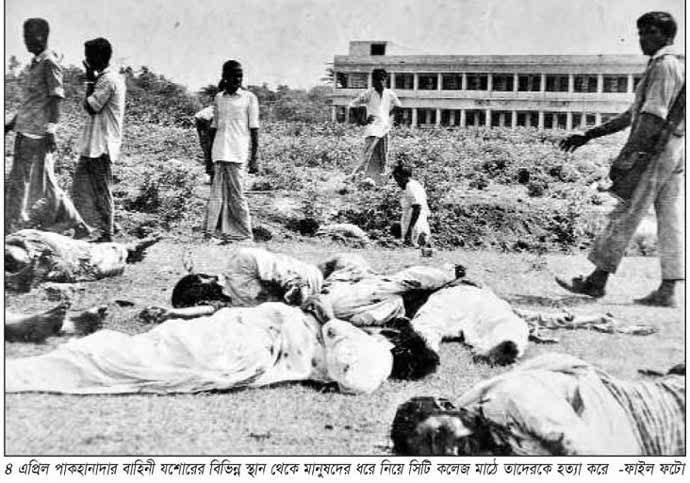 ৪ এপ্রিল পাকহানাদার বাহিনী যশোরের বিভিন্ন স্থান থেকে মানুষদের ধরে নিয়ে সিটি কলেজ মাঠে তাদেরকে হত্যা করে -ফাইল ফটো